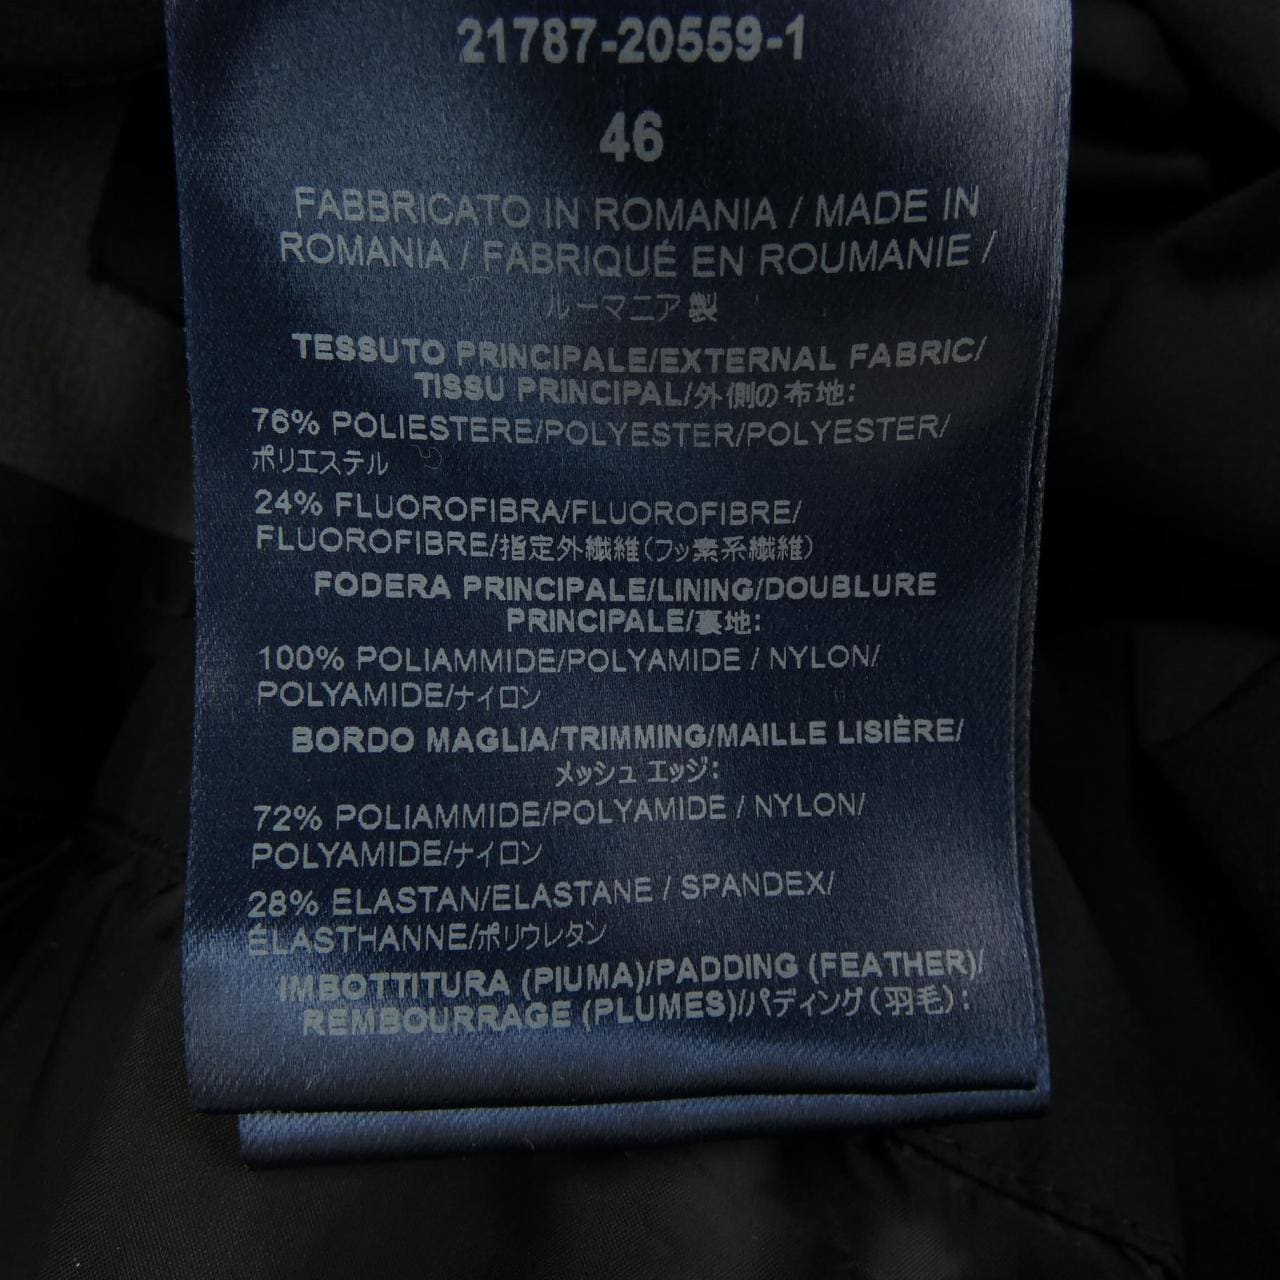 21787-20559-1
46
FABBRICATO IN ROMANIA / MADE IN
ROMANIA / FABRIQUÉ EN ROUMANIE /
ルーマニア製
TESSUTO PRINCIPALE/EXTERNAL FABRIC/
TISSU PRINCIPAL/外側の布地:
76% POLIESTERE/POLYESTER/POLYESTER/
ポリエステル
24% FLUOROFIBRA/FLUOROFIBRE/
FLUOROFIBRE/指定外繊維(フッ素系繊維)
FODERA PRINCIPALE/LINING/DOUBLURE
PRINCIPALE/裏地:
100% POLIAMMIDE/POLYAMIDE / NYLON/
POLYAMIDE/ナイロン
BORDO MAGLIA/TRIMMING/MAILLE LISIÈRE/
メッシュ エッジ:
72% POLIAMMIDE/POLYAMIDE / NYLON/
POLYAMIDE/ナイロン
28% ELASTAN/ELASTANE / SPANDEX/
ÉLASTHANNE/ポリウレタン
IMBOTTITURA (PIUMA)/PADDING (FEATHER)/
REMBOURRAGE (PLUMES)/パディング(羽毛):